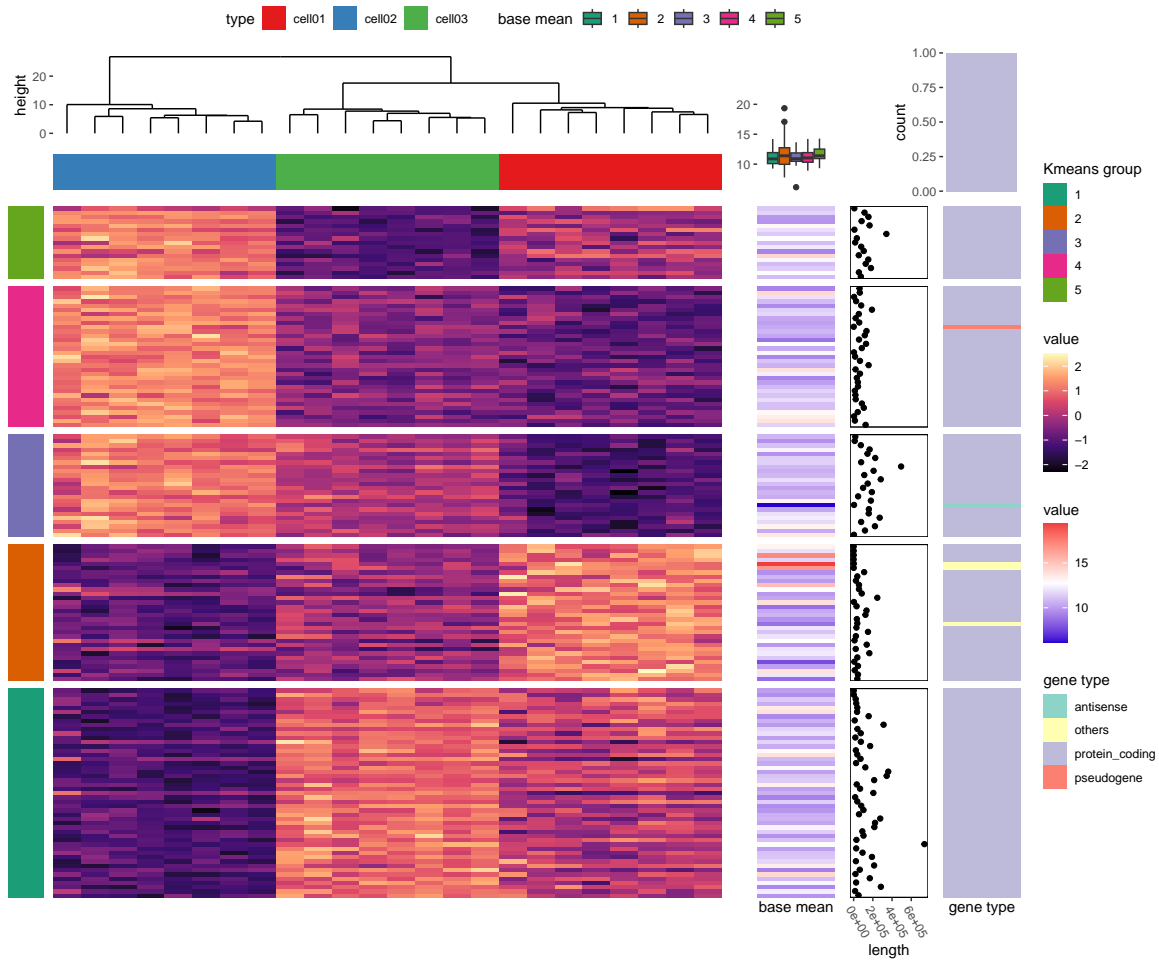 type cell01 cell02 cell03 base mean 1 2 3 4 5
height
20
10
0
20
15
10
count
1.00
0.75
0.50
0.25
0.00
Kmeans group
1
2
3
4
5
value
2
1
0
−1
−2
value
15
10
gene type
antisense
others
protein_coding
pseudogene
base mean
0e+00
2e+05
4e+05
6e+05
length
gene type